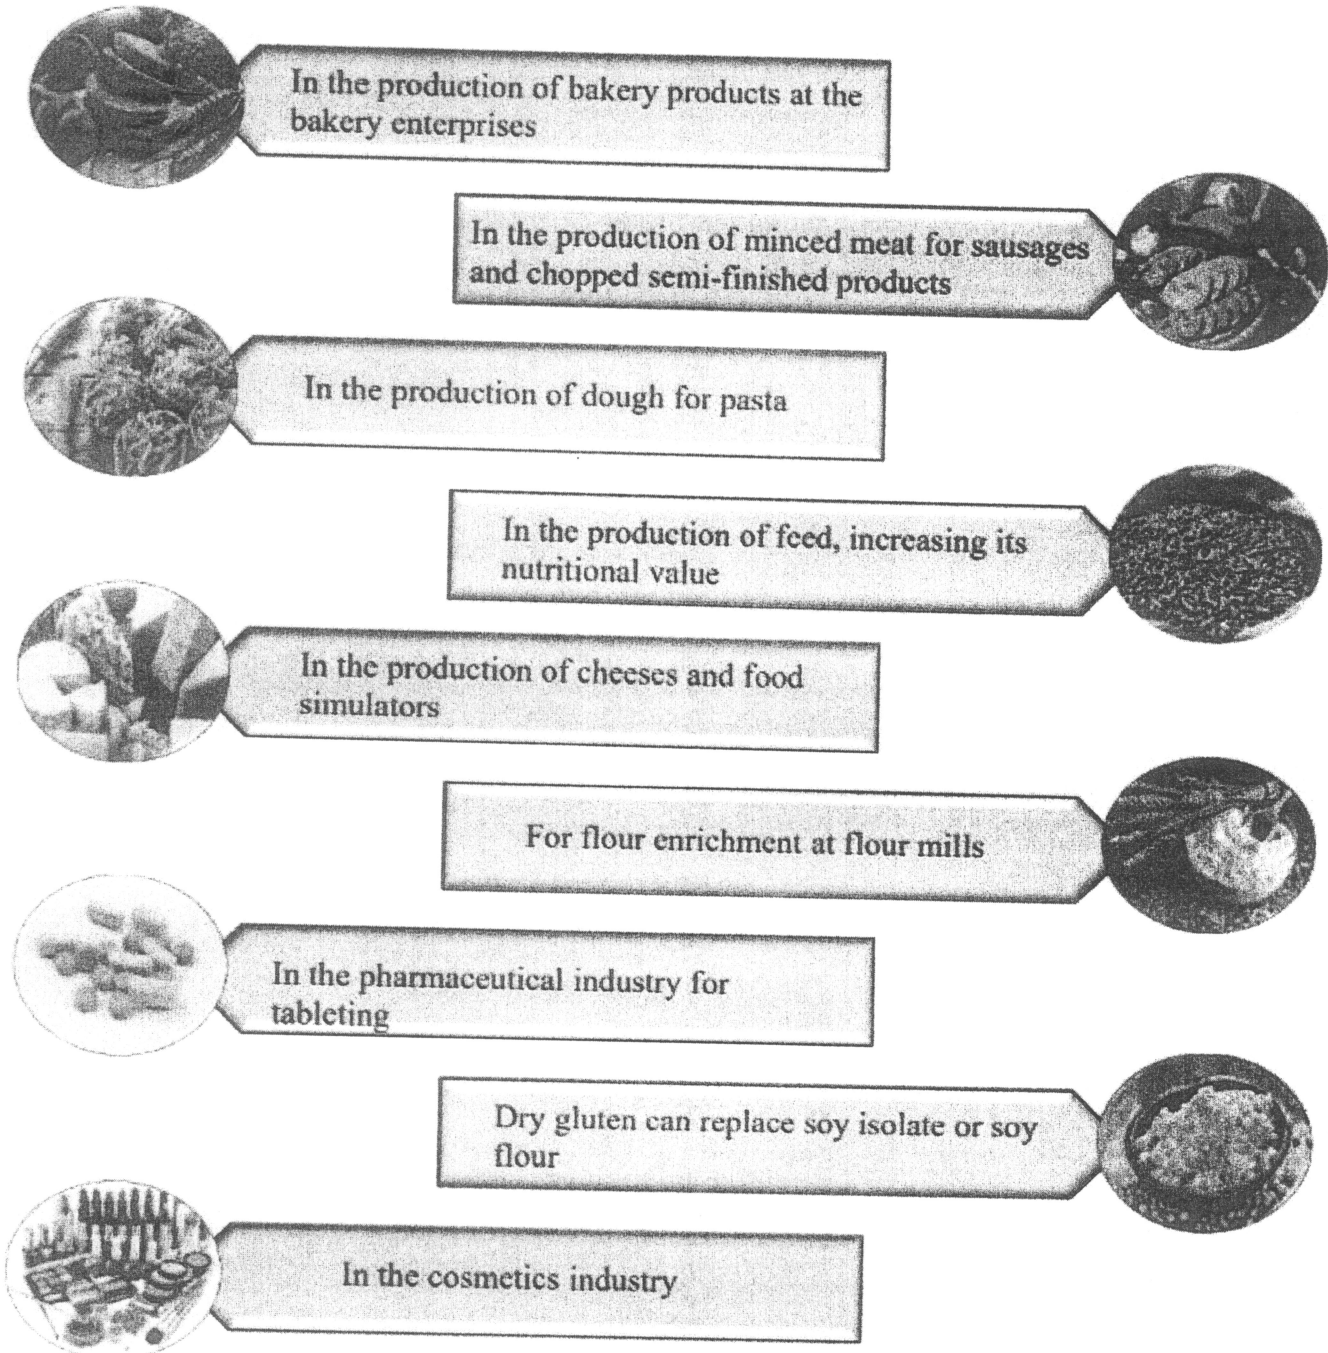 In the production of bakery products at the
bakery enterprises
In the production of minced meat for sausages
and chopped semi-finished products
In the production of dough for pasta
In the production of feed, increasing its
nutritional value
In the production of cheeses and food
simulators
For flour enrichment at flour mills
In the pharmaceutical industry for
tableting
Dry gluten can replace soy isolate or soy
flour
In the cosmetics industry